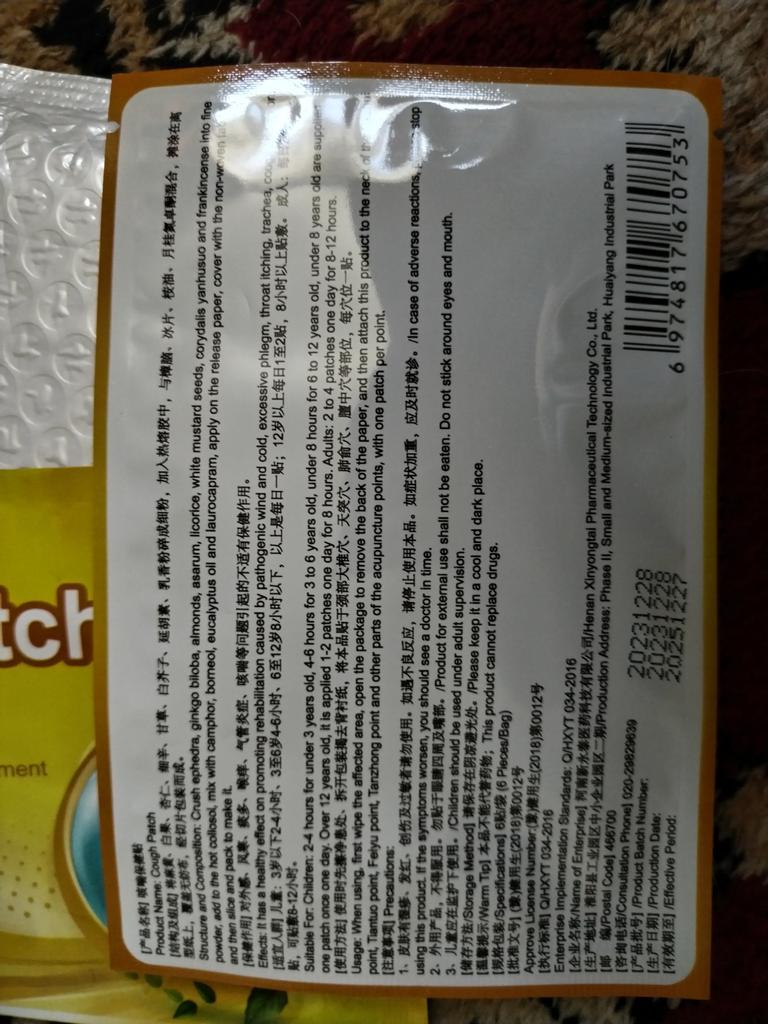 [产品名称] 咳喘保健贴
Product Name: Cough Patch
[结构及组成] 将麻黄、白果、杏仁、细辛、甘草、白芥子、延胡素、乳香粉碎成细粉，加入热熔胶中，与樟脑、冰片、桉油、月桂氮卓酮混合，摊涂在离
型纸上，覆盖无纺布，经切片包装而成。
Structure and Composition: Crush ephedra, ginkgo biloba, almonds, asarum, licorice, white mustard seeds, corydalis yanhusuo and frankincense into fine
powder, add to the hot collosol, mix with camphor, borneol, eucalyptus oil and laurocapram, apply on the release paper, cover with the non-woven
and then slice and pack to make it.
[保健作用] 对外感、风寒、痰多、喉痒、气管炎症、咳喘等问题引起的不适有保健作用。
Effects: It has a healthy effect on promoting rehabilitation caused by pathogenic wind and cold, excessive phlegm, throat itching, trachea,
[适宜人群] 儿童：3岁以下2-4小时、3至6岁4-6小时、6至12岁8小时以下，以上是每日一贴；12岁以上每日1至2贴，8小时以上贴敷。成人：
贴，可贴敷8-12小时。
Suitable For: Children: 2-4 hours for under 3 years old, 4-6 hours for 3 to 6 years old, under 8 hours for 6 to 12 years old, under 8 years old are
one patch once one day. Over 12 years old, it is applied 1-2 patches one day for 8 hours. Adults: 2 to 4 patches one day for 8-12 hours.
[使用方法] 使用时先擦净患处，拆开包装揭去背衬纸，将本品贴于颈部大椎穴、天突穴、肺俞穴、膻中穴等部位，每穴位一贴。
Usage: When using, first wipe the affected area, open the package to remove the back of the paper, and then attach this product to the neck of the
point, Tiantuo point, Feiyu point, Tanzhong point and other parts of the acupuncture points, with one patch per point.
[注意事项] Precautions:
1、皮肤有瘙痒、发红、创伤及过敏者请勿使用。如遇不良反应，请停止使用本品。如症状加重，应及时就诊。/In case of adverse reactions, stop
using this product. If the symptoms worsen, you should see a doctor in time.
2、外用产品，不得服用。勿贴于眼睛四周及嘴部。/Product for external use shall not be eaten. Do not stick around eyes and mouth.
3、儿童应在监护下使用。/Children should be used under adult supervision.
[储存方法/Storage Method] 请保存在阴凉避光处。/Please keep it in a cool and dark place.
[温馨提示/Warm Tip] 本品不能代替药物；This product cannot replace drugs.
[规格包装/Specifications] 6贴/袋 (6 Pieces/Bag)
[批准文号] (豫)健用生(2018)第0012号
Approve License Number:(豫)健用生(2018)第0012号
[执行标准] Q/HXYT 034-2016
Enterprise Implementation Standards: Q/HXYT 034-2016
[企业名称/Name of Enterprise] 河南新永泰医药科技有限公司/Henan Xinyongtai Pharmaceutical Technology Co., Ltd.
[生产地址] 淮阳县工业园区中小企业园区二期/Production Address: Phase II, Small and Medium-sized Industrial Park, Huaiyang Industrial Park
[邮 编/Postal Code] 466700
[咨询电话/Consultation Phone] 020-29829639
[产品批号] /Product Batch Number: 20231228
[生产日期] /Production Date: 20231228
[有效期至] /Effective Period: 20251227
6 974817 670753
tch
ment